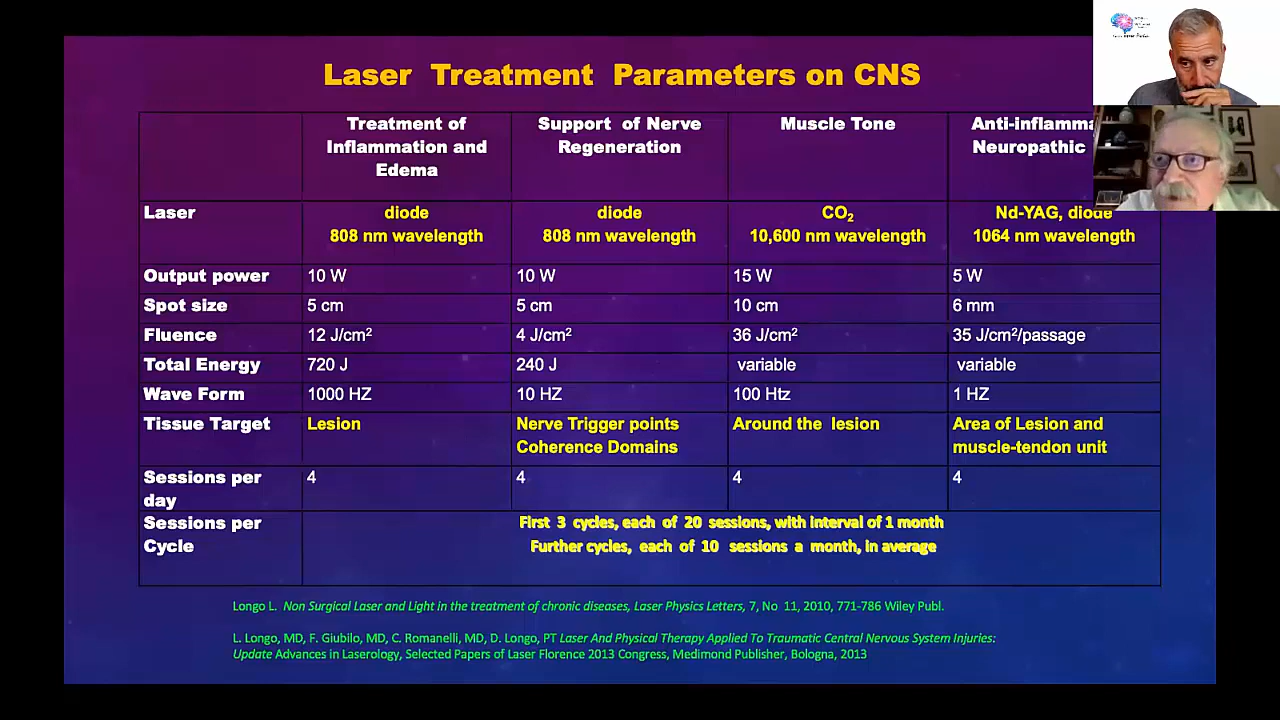 Laser Treatment Parameters on CNS
Treatment of Inflammation and Edema
Support of Nerve Regeneration
Muscle Tone
Anti-inflamma
Neuropathic
Laser
diode
808 nm wavelength
diode
808 nm wavelength
CO₂
10,600 nm wavelength
Nd-YAG, diode
1064 nm wavelength
Output power
10 W
10 W
15 W
5 W
Spot size
5 cm
5 cm
10 cm
6 mm
Fluence
12 J/cm²
4 J/cm²
36 J/cm²
35 J/cm²/passage
Total Energy
720 J
240 J
variable
variable
Wave Form
1000 HZ
10 HZ
100 Htz
1 HZ
Tissue Target
Lesion
Nerve Trigger points
Coherence Domains
Around the lesion
Area of Lesion and
muscle-tendon unit
Sessions per
day
4
4
4
4
Sessions per
Cycle
First 3 cycles, each of 20 sessions, with interval of 1 month
Further cycles, each of 10 sessions a month, in average
Longo L. Non Surgical Laser and Light in the treatment of chronic diseases, Laser Physics Letters, 7, No 11, 2010, 771-786 Wiley Publ.
L. Longo, MD, F. Giubilo, MD, C. Romanelli, MD, D. Longo, PT Laser And Physical Therapy Applied To Traumatic Central Nervous System Injuries:
Update Advances in Laserology, Selected Papers of Laser Florence 2013 Congress, Medimond Publisher, Bologna, 2013